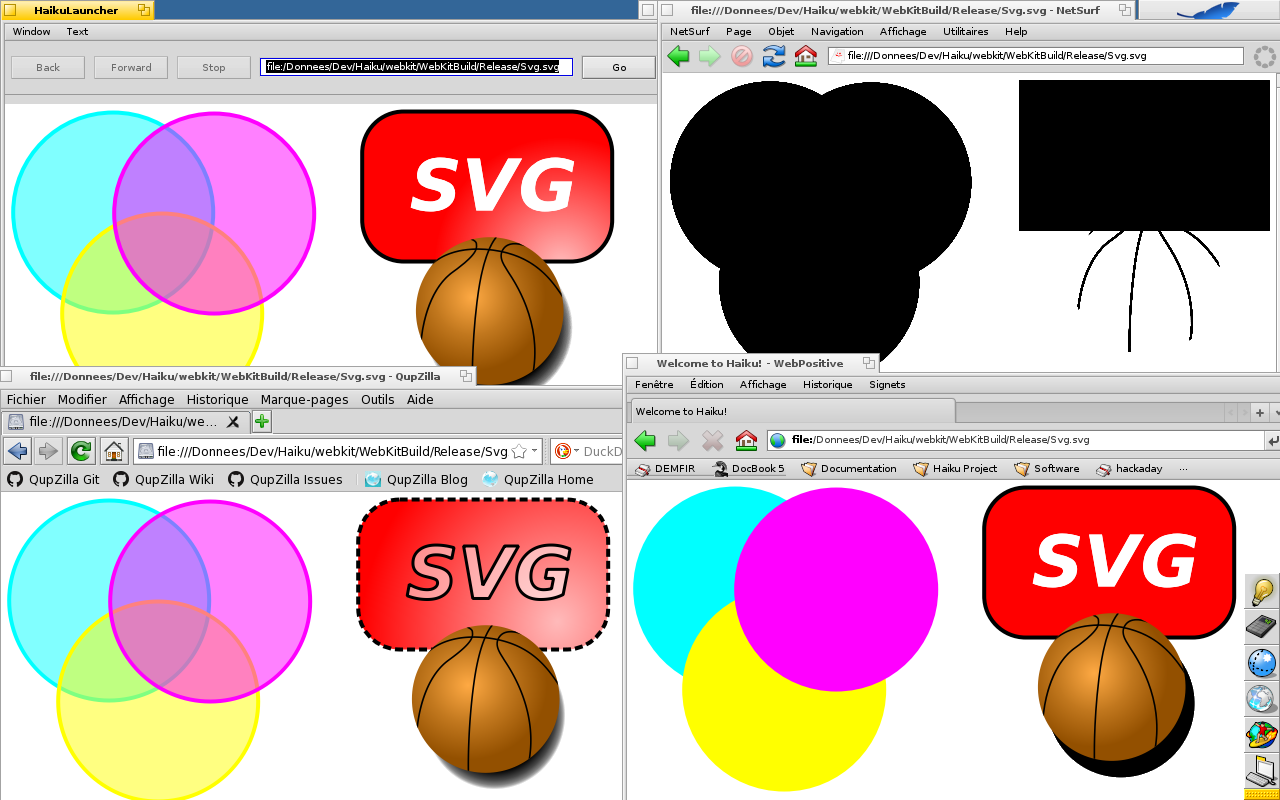 HaikuLauncher
Window Text
Back Forward Stop file:///Donnees/Dev/Haiku/webkit/WebKitBuild/Release/Svg.svg Go
SVG
file:///Donnees/Dev/Haiku/webkit/WebKitBuild/Release/Svg.svg - NetSurf
NetSurf Page Objet Navigation Affichage Utilitaires Help
file:///Donnees/Dev/Haiku/webkit/WebKitBuild/Release/Svg.svg
file:///Donnees/Dev/Haiku/webkit/WebKitBuild/Release/Svg.svg - QupZilla
Fichier Modifier Affichage Historique Marque-pages Outils Aide
file:///Donnees/Dev/Haiku/we...
file:///Donnees/Dev/Haiku/webkit/WebKitBuild/Release/Svg DuckD
QupZilla Git QupZilla Wiki QupZilla Issues QupZilla Blog QupZilla Home
SVG
Welcome to Haiku! - WebPositive
Fenêtre Édition Affichage Historique Signets
Welcome to Haiku!
file:/Donnees/Dev/Haiku/webkit/WebKitBuild/Release/Svg.svg
DEMFIR DocBook 5 Documentation Haiku Project Software hackaday ...
SVG